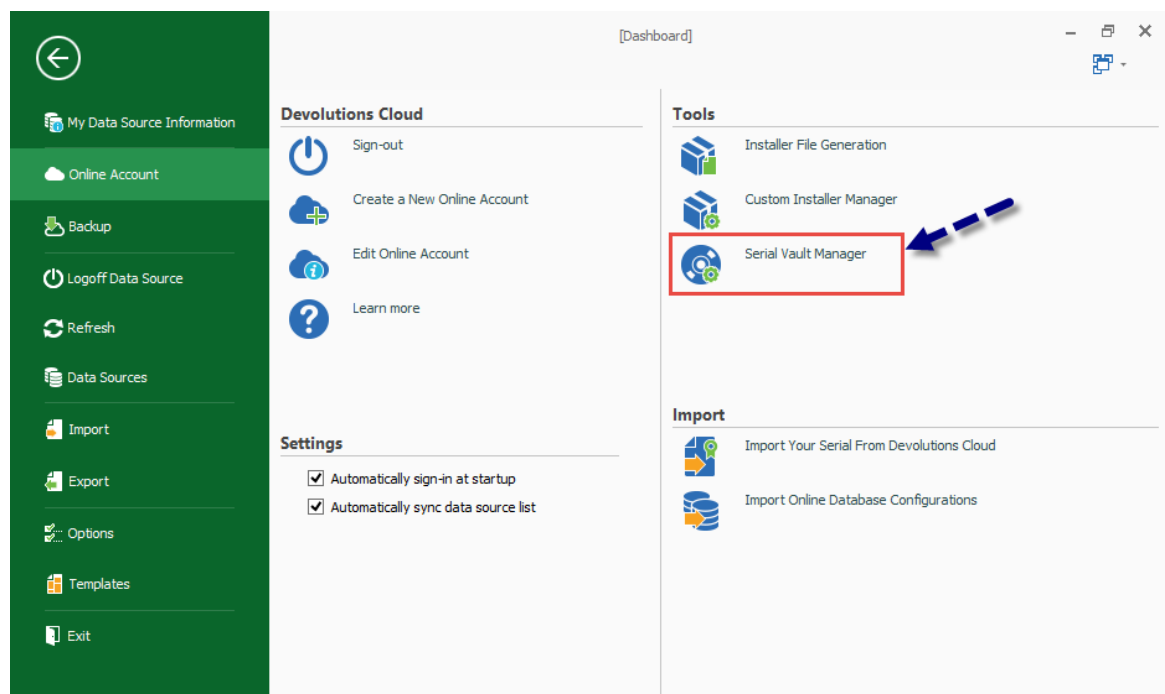 [Dashboard]
My Data Source Information
Online Account
Backup
Logoff Data Source
Refresh
Data Sources
Import
Export
Options
Templates
Exit
Devolutions Cloud
Sign-out
Create a New Online Account
Edit Online Account
Learn more
Settings
Automatically sign-in at startup
Automatically sync data source list
Tools
Installer File Generation
Custom Installer Manager
Serial Vault Manager
Import
Import Your Serial From Devolutions Cloud
Import Online Database Configurations